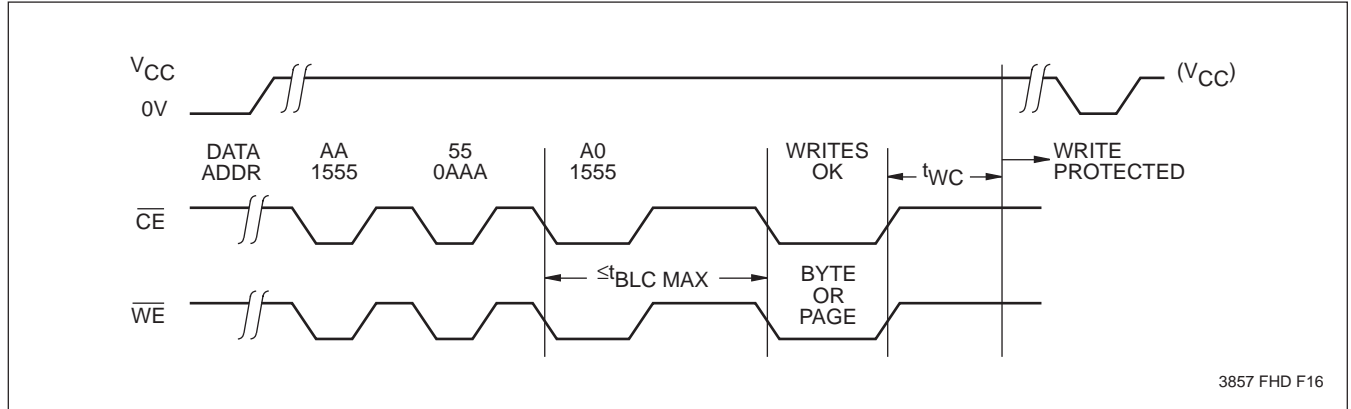 VCC
0V
(VCC)
DATA
ADDR
AA
1555
55
0AAA
A0
1555
WRITES
OK
tWC
WRITE
PROTECTED
CE
≤tBLC MAX
BYTE
OR
PAGE
WE
3857 FHD F16